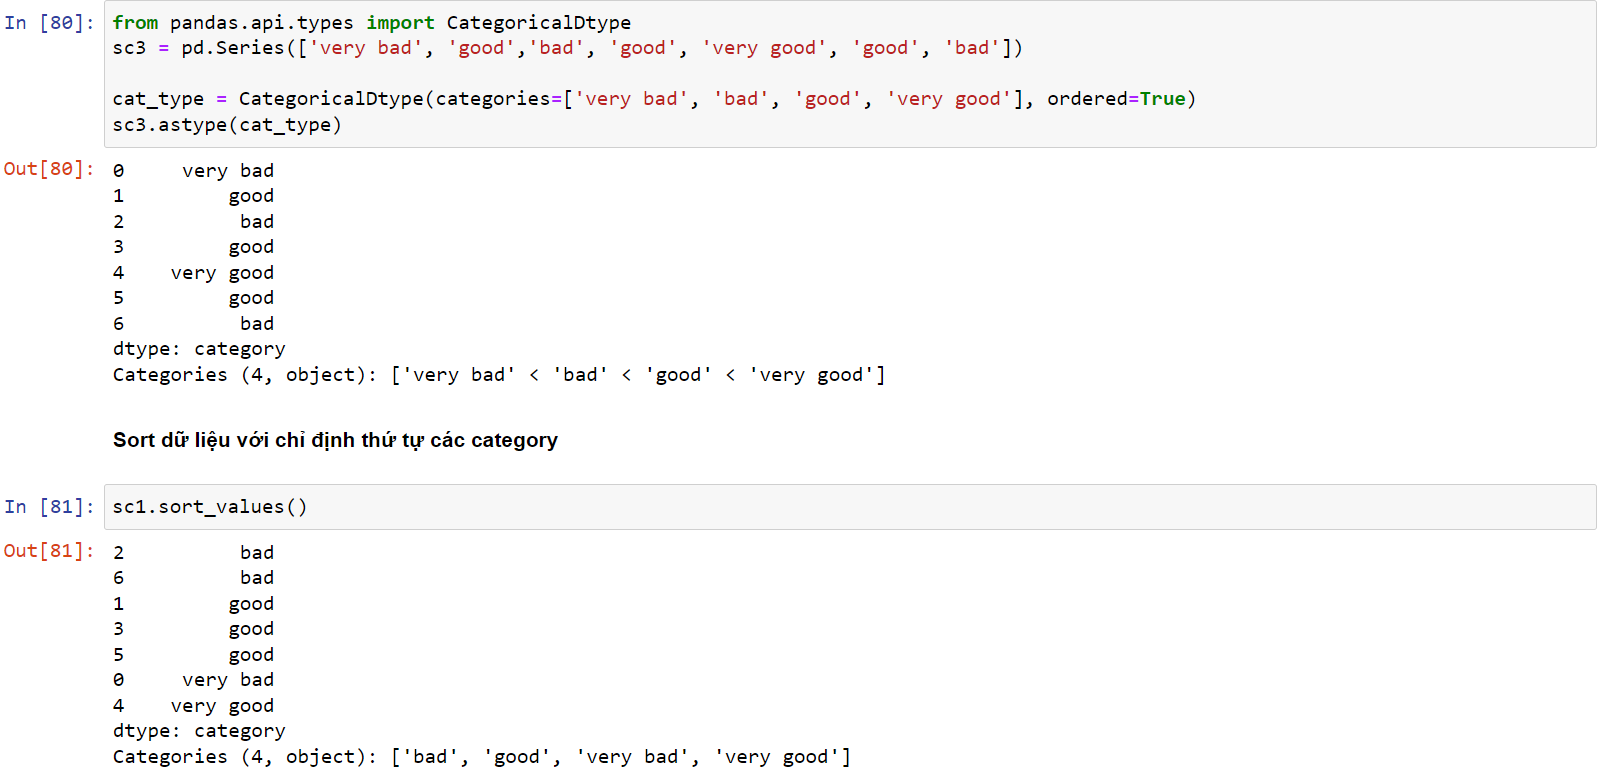 In [80]: from pandas.api.types import CategoricalDtype
sc3 = pd.Series(['very bad', 'good','bad', 'good', 'very good', 'good', 'bad'])
cat_type = CategoricalDtype(categories=['very bad', 'bad', 'good', 'very good'], ordered=True)
sc3.astype(cat_type)
Out[80]: 0 very bad
1 good
2 bad
3 good
4 very good
5 good
6 bad
dtype: category
Categories (4, object): ['very bad' < 'bad' < 'good' < 'very good']
Sort dữ liệu với chỉ định thứ tự các category
In [81]: sc1.sort_values()
Out[81]: 2 bad
6 bad
1 good
3 good
5 good
0 very bad
4 very good
dtype: category
Categories (4, object): ['bad', 'good', 'very bad', 'very good']